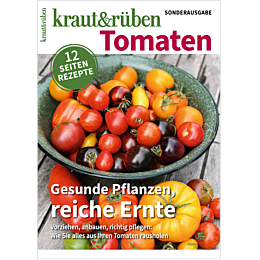 kraut&rüben
kraut&rüben
SONDERAUSGABE
Tomaten
12
SEITEN
REZEPTE
Gesunde Pflanzen,
reiche Ernte
Vorziehen, anbauen, richtig pflegen:
wie Sie alles aus Ihren Tomaten rausholen